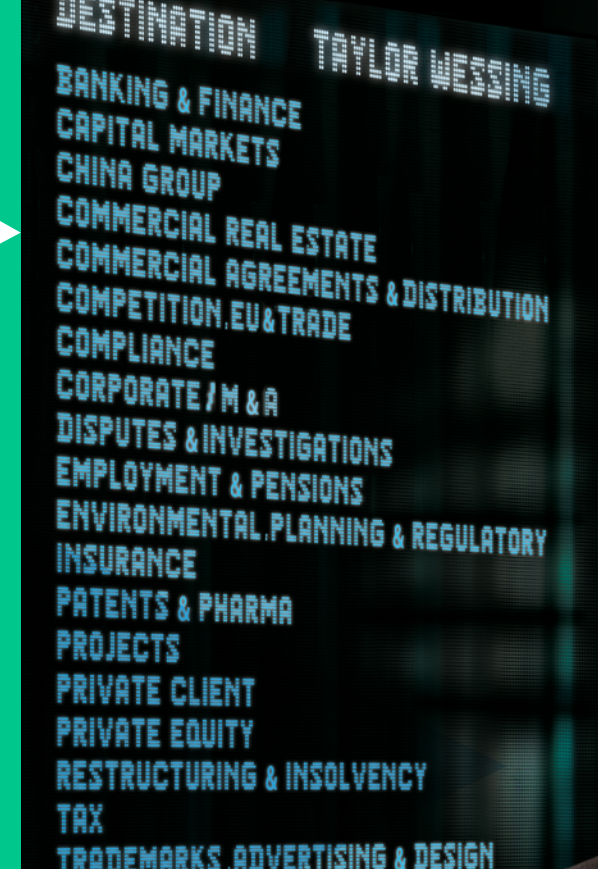 DESTINATION TAYLOR WESSING
BANKING & FINANCE
CAPITAL MARKETS
CHINA GROUP
COMMERCIAL REAL ESTATE
COMMERCIAL AGREEMENTS & DISTRIBUTION
COMPETITION, EU & TRADE
COMPLIANCE
CORPORATE / M & A
DISPUTES & INVESTIGATIONS
EMPLOYMENT & PENSIONS
ENVIRONMENTAL, PLANNING & REGULATORY
INSURANCE
PATENTS & PHARMA
PROJECTS
PRIVATE CLIENT
PRIVATE EQUITY
RESTRUCTURING & INSOLVENCY
TAX
TRADEMARKS, ADVERTISING & DESIGN